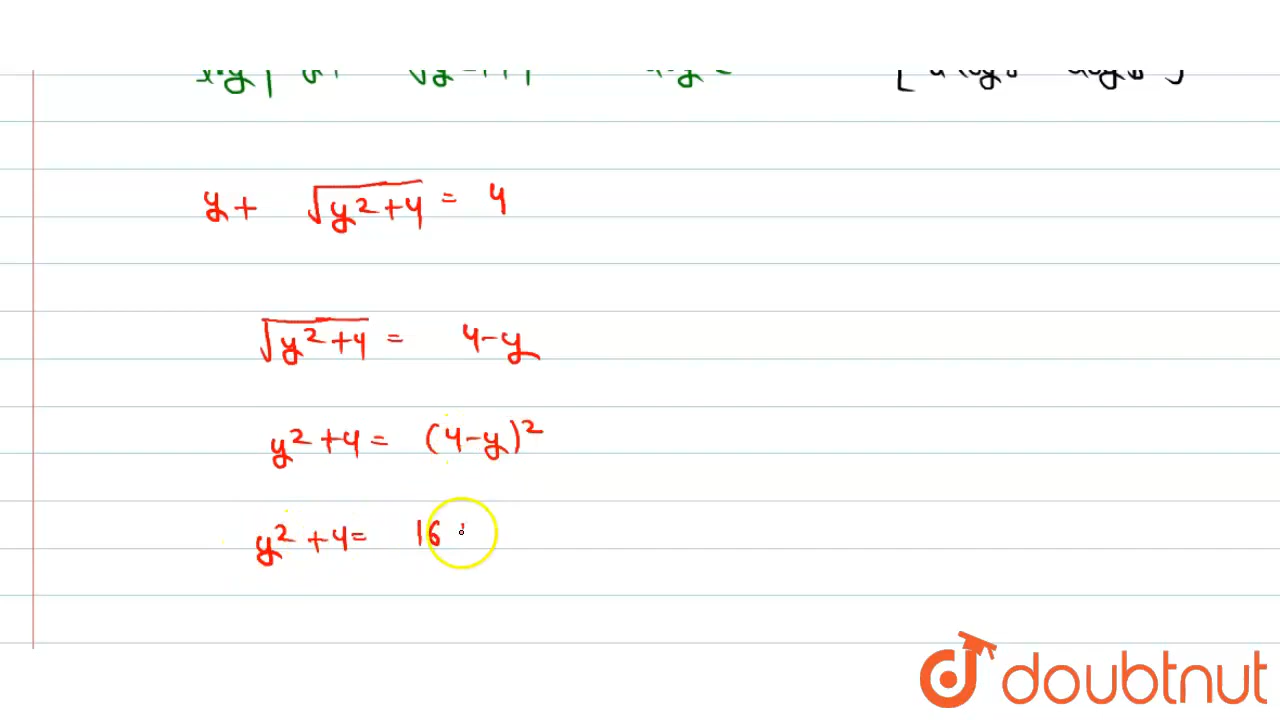 y + √(y² + 4) = 4
√(y² + 4) = 4 - y
y² + 4 = (4 - y)²
y² + 4 = 16
doubtnut